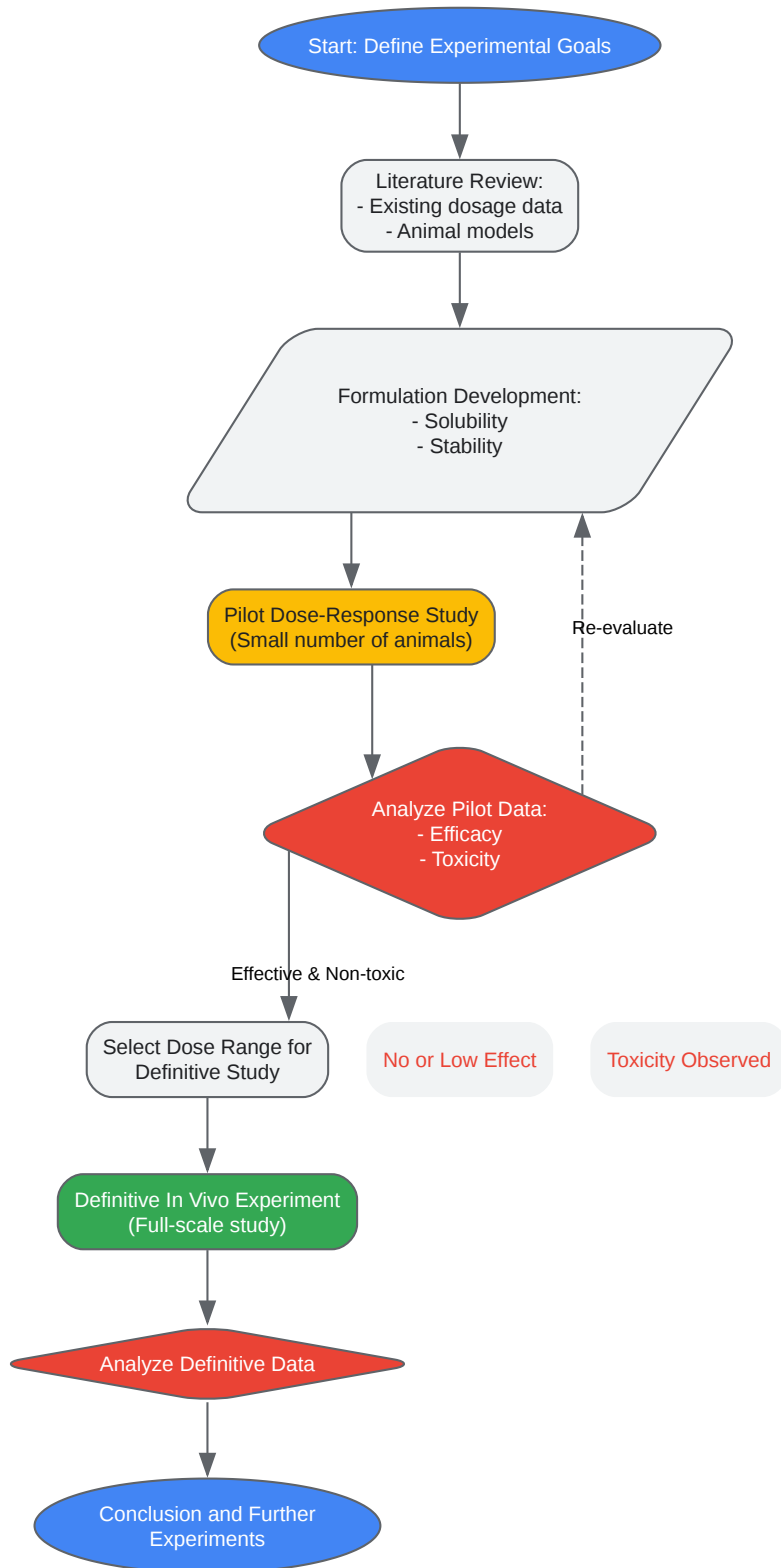 Start: Define Experimental Goals
Literature Review:
- Existing dosage data
- Animal models
Formulation Development:
- Solubility
- Stability
Pilot Dose-Response Study
(Small number of animals)
Re-evaluate
Analyze Pilot Data:
- Efficacy
- Toxicity
Effective & Non-toxic
Select Dose Range for
Definitive Study
No or Low Effect
Toxicity Observed
Definitive In Vivo Experiment
(Full-scale study)
Analyze Definitive Data
Conclusion and Further
Experiments